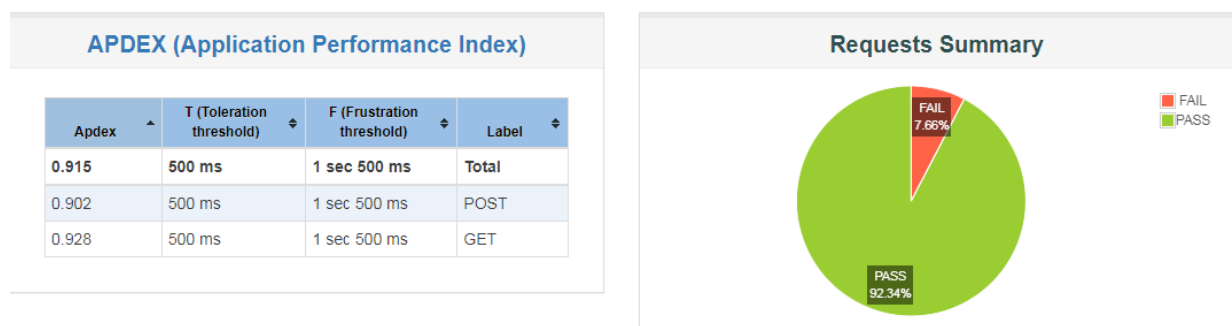 APDEX (Application Performance Index)
Apdex T (Toleration threshold) F (Frustration threshold) Label
0.915 500 ms 1 sec 500 ms Total
0.902 500 ms 1 sec 500 ms POST
0.928 500 ms 1 sec 500 ms GET
Requests Summary
FAIL
7.66%
PASS
92.34%
FAIL
PASS